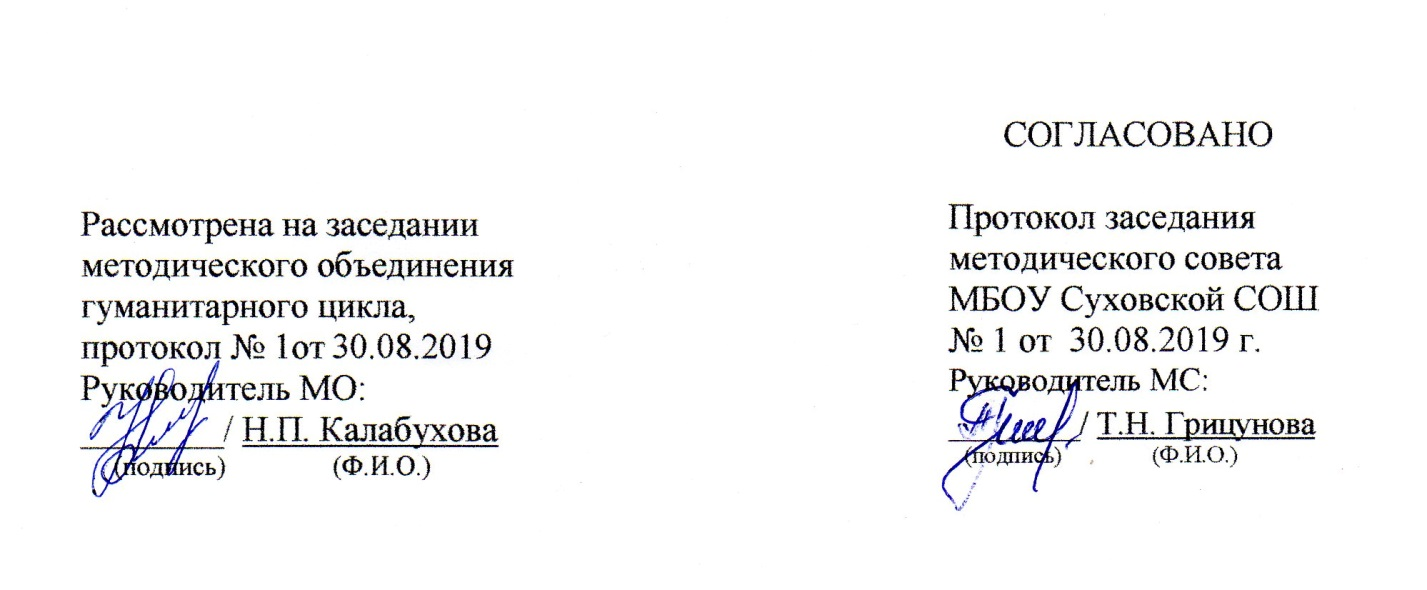 Рассмотрена на заседании
методического объединения
гуманитарного цикла,
протокол № 1от 30.08.2019
Руководитель МО:
/ Н.П. Калабухова
(подпись) (Ф.И.О.)
СОГЛАСОВАНО
Протокол заседания
методического совета
МБОУ Суховской СОШ
№ 1 от 30.08.2019 г.
Руководитель МС:
/ Т.Н. Грицунова
(подпись) (Ф.И.О.)